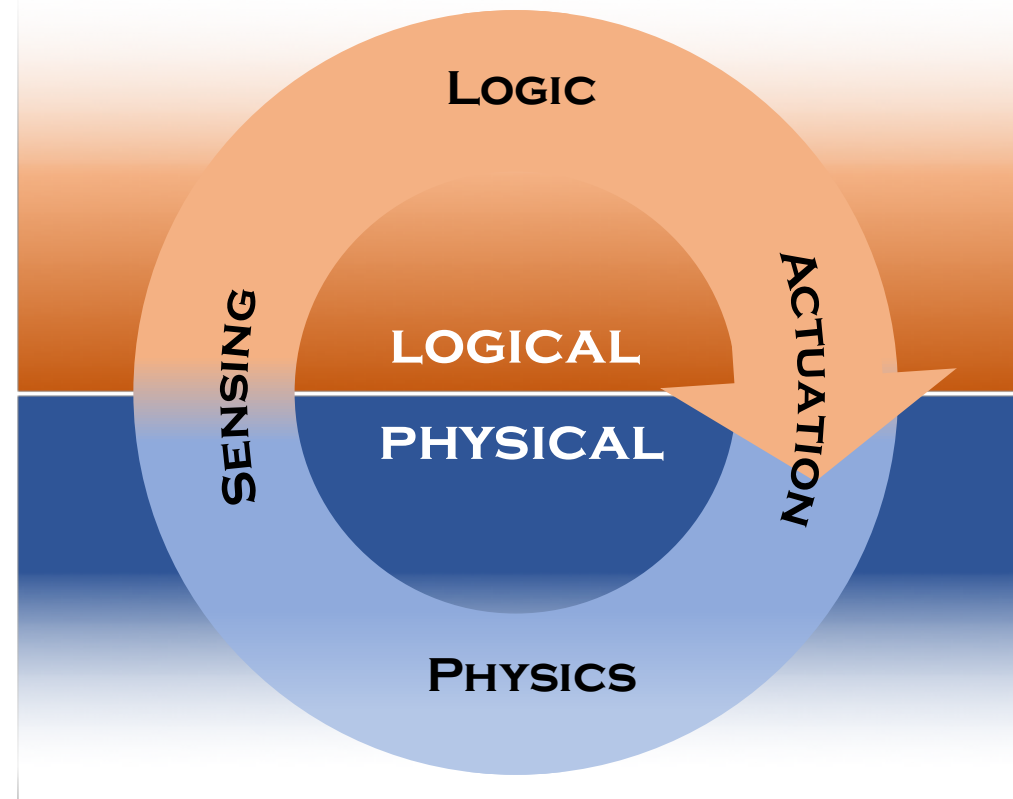 Logic
Actuation
Sensing
LOGICAL
PHYSICAL
Physics